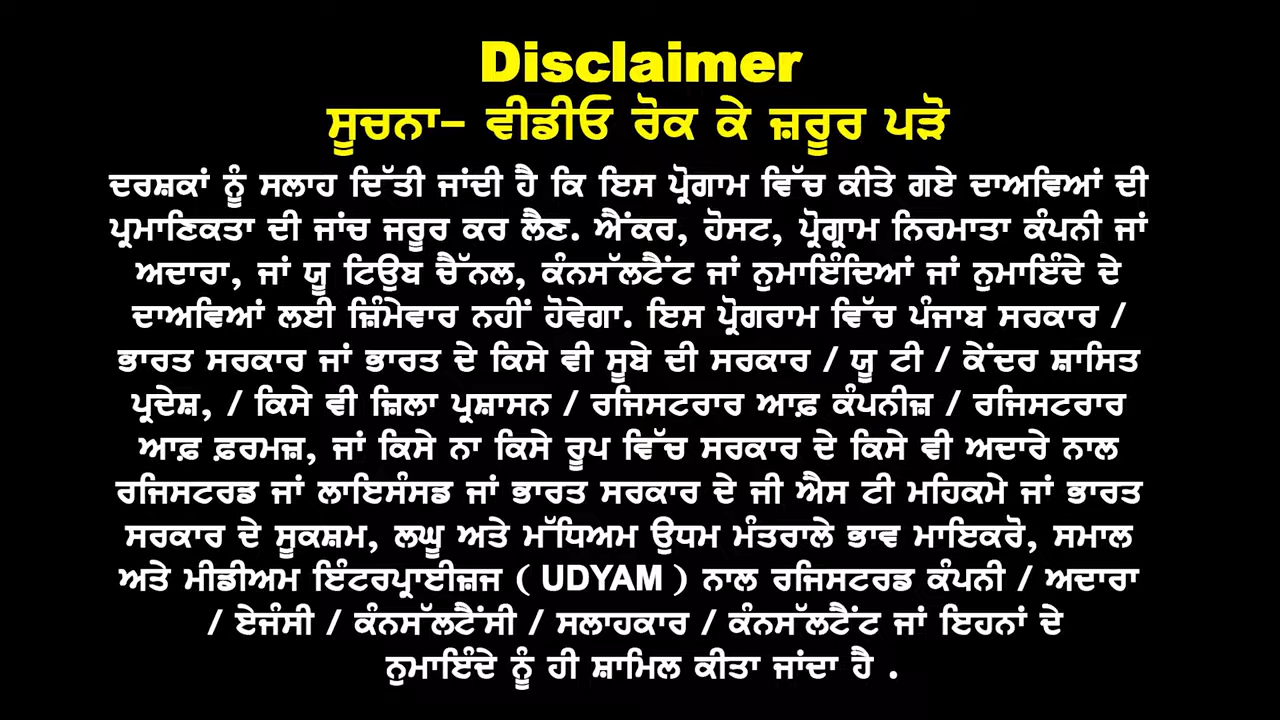 Disclaimer
ਸੂਚਨਾ- ਵੀਡੀਓ ਰੋਕ ਕੇ ਜ਼ਰੂਰ ਪੜੋ
ਦਰਸ਼ਕਾਂ ਨੂੰ ਸਲਾਹ ਦਿੱਤੀ ਜਾਂਦੀ ਹੈ ਕਿ ਇਸ ਪ੍ਰੋਗਾਮ ਵਿੱਚ ਕੀਤੇ ਗਏ ਦਾਅਵਿਆਂ ਦੀ
ਪ੍ਰਮਾਣਿਕਤਾ ਦੀ ਜਾਂਚ ਜਰੂਰ ਕਰ ਲੈਣ. ਐਂਕਰ, ਹੋਸਟ, ਪ੍ਰੋਗ੍ਰਾਮ ਨਿਰਮਾਤਾ ਕੰਪਨੀ ਜਾਂ
ਅਦਾਰਾ, ਜਾਂ ਯੂ ਟਿਉਬ ਚੈੱਨਲ, ਕੰਨਸੱਲਟੈਂਟ ਜਾਂ ਨੁਮਾਇੰਦਿਆਂ ਜਾਂ ਨੁਮਾਇੰਦੇ ਦੇ
ਦਾਅਵਿਆਂ ਲਈ ਜ਼ਿੰਮੇਵਾਰ ਨਹੀਂ ਹੋਵੇਗਾ. ਇਸ ਪ੍ਰੋਗਰਾਮ ਵਿੱਚ ਪੰਜਾਬ ਸਰਕਾਰ /
ਭਾਰਤ ਸਰਕਾਰ ਜਾਂ ਭਾਰਤ ਦੇ ਕਿਸੇ ਵੀ ਸੂਬੇ ਦੀ ਸਰਕਾਰ / ਯੂ ਟੀ / ਕੇਂਦਰ ਸ਼ਾਸਿਤ
ਪ੍ਰਦੇਸ਼, / ਕਿਸੇ ਵੀ ਜ਼ਿਲਾ ਪ੍ਰਸ਼ਾਸਨ / ਰਜਿਸਟਰਾਰ ਆਫ਼ ਕੰਪਨੀਜ਼ / ਰਜਿਸਟਰਾਰ
ਆਫ਼ ਫ਼ਰਮਜ਼, ਜਾਂ ਕਿਸੇ ਨਾ ਕਿਸੇ ਰੂਪ ਵਿੱਚ ਸਰਕਾਰ ਦੇ ਕਿਸੇ ਵੀ ਅਦਾਰੇ ਨਾਲ
ਰਜਿਸਟਰਡ ਜਾਂ ਲਾਇਸੰਸਡ ਜਾਂ ਭਾਰਤ ਸਰਕਾਰ ਦੇ ਜੀ ਐਸ ਟੀ ਮਹਿਕਮੇ ਜਾਂ ਭਾਰਤ
ਸਰਕਾਰ ਦੇ ਸੂਕਸ਼ਮ, ਲਘੂ ਅਤੇ ਮੱਧਿਅਮ ਉਧਮ ਮੰਤਰਾਲੇ ਭਾਵ ਮਾਇਕਰੋ, ਸਮਾਲ
ਅਤੇ ਮੀਡੀਅਮ ਇੰਟਰਪ੍ਰਾਈਜ਼ਜ ( UDYAM ) ਨਾਲ ਰਜਿਸਟਰਡ ਕੰਪਨੀ / ਅਦਾਰਾ
/ ਏਜੰਸੀ / ਕੰਨਸੱਲਟੈਂਸੀ / ਸਲਾਹਕਾਰ / ਕੰਨਸੱਲਟੈਂਟ ਜਾਂ ਇਹਨਾਂ ਦੇ
ਨੁਮਾਇੰਦੇ ਨੂੰ ਹੀ ਸ਼ਾਮਿਲ ਕੀਤਾ ਜਾਂਦਾ ਹੈ .